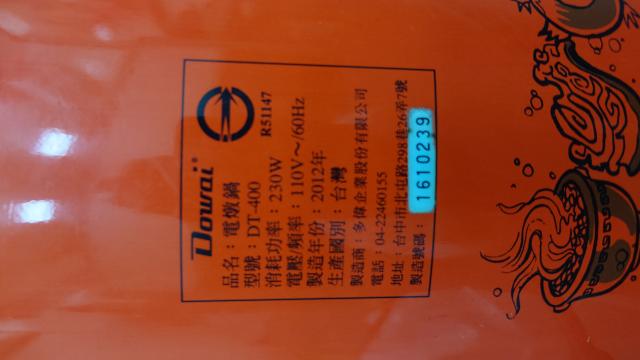 Dowai
R51147
品名：電燉鍋
型號：DT-400
消耗功率：230W
電壓/頻率：110V～/60Hz
製造年份：2012年
生產國別：台灣
製造商：多偉企業股份有限公司
電話：04-22460155
地址：台中市北屯路298巷26弄7號
製造號碼：1610239